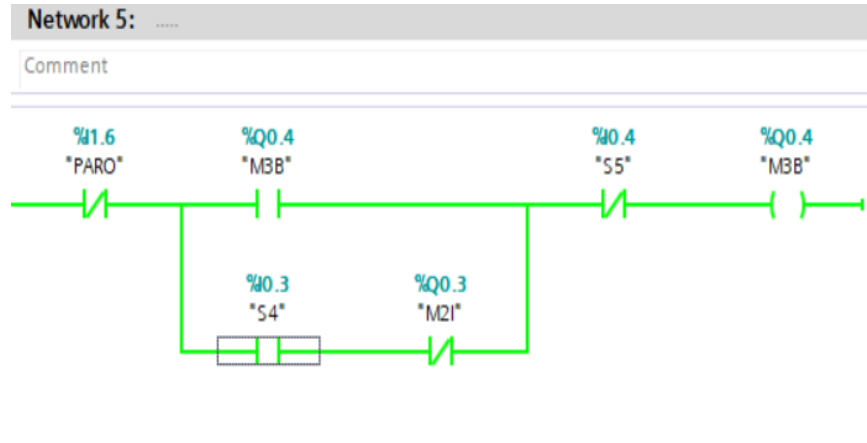 Network 5: .....
Comment
%I1.6 %Q0.4 %I0.4 %Q0.4
"PARO" "M3B" "S5" "M3B"
%I0.3 %Q0.3
"S4" "M2I"